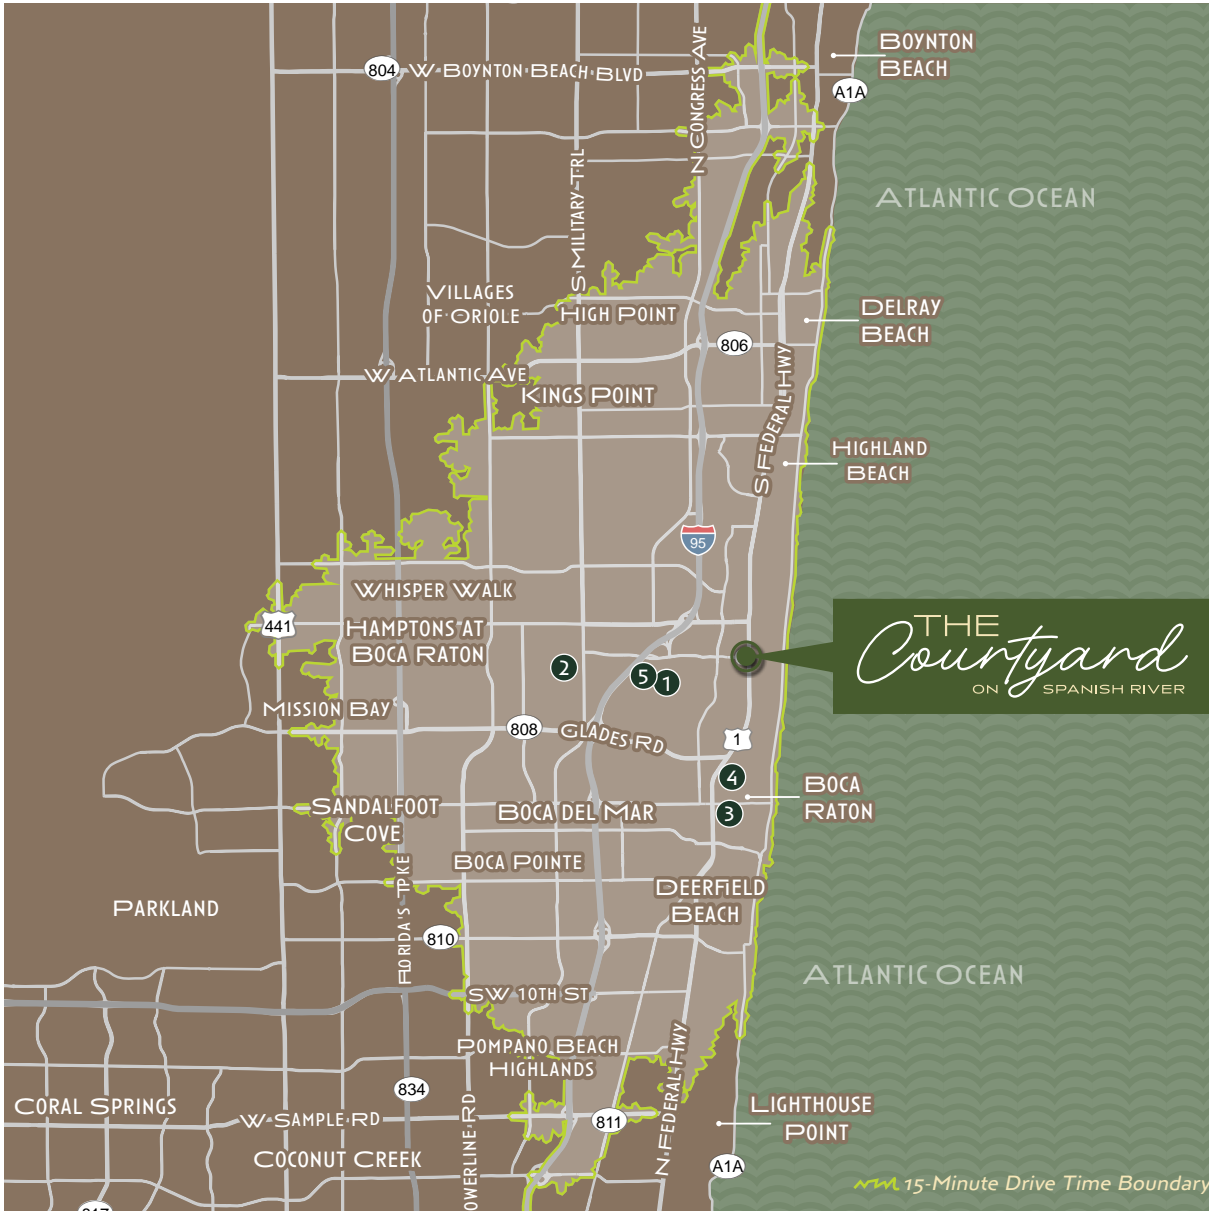 BOYNTON
BEACH
804
W BOYNTON BEACH BLVD
N CONGRESS AVE
A1A
ATLANTIC OCEAN
S MILITARY TRL
VILLAGES
OF ORIOLE
HIGH POINT
DELRAY
BEACH
806
W ATLANTIC AVE
KINGS POINT
S FEDERAL HWY
HIGHLAND
BEACH
95
WHISPER WALK
441
HAMPTONS AT
BOCA RATON
THE
Courtyard
ON SPANISH RIVER
2
5
1
MISSION BAY
808
GLADES RD
1
4
BOCA
RATON
3
SANDALFOOT
COVE
BOCA DEL MAR
BOCA POINTE
FLORIDA'S TPKE
DEERFIELD
BEACH
PARKLAND
810
ATLANTIC OCEAN
SW 10TH ST
POMPANO BEACH
HIGHLANDS
N FEDERAL HWY
834
CORAL SPRINGS
W SAMPLE RD
811
LIGHTHOUSE
POINT
COCONUT CREEK
OWERLINE RD
A1A
15-Minute Drive Time Boundary